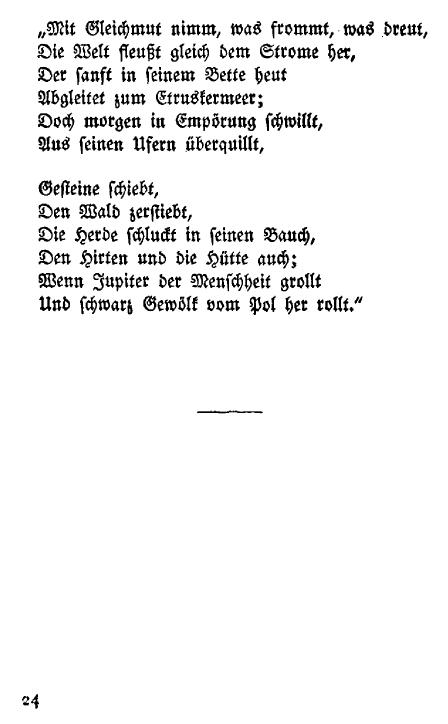 „Mit Gleichmut nimm, was frommt, was dreut,
Die Welt fleußt gleich dem Strome her,
Der sanft in seinem Bette heut
Abgleitet zum Etruskermeer;
Doch morgen in Empörung schwillt,
Aus seinen Ufern überquillt,

Gesteine schiebt,
Den Wald zerstiebt,
Die Herde schluckt in seinen Bauch,
Den Hirten und die Hütte auch;
Wenn Jupiter der Menschheit grollt
Und schwarz Gewölk vom Pol her rollt.“

24